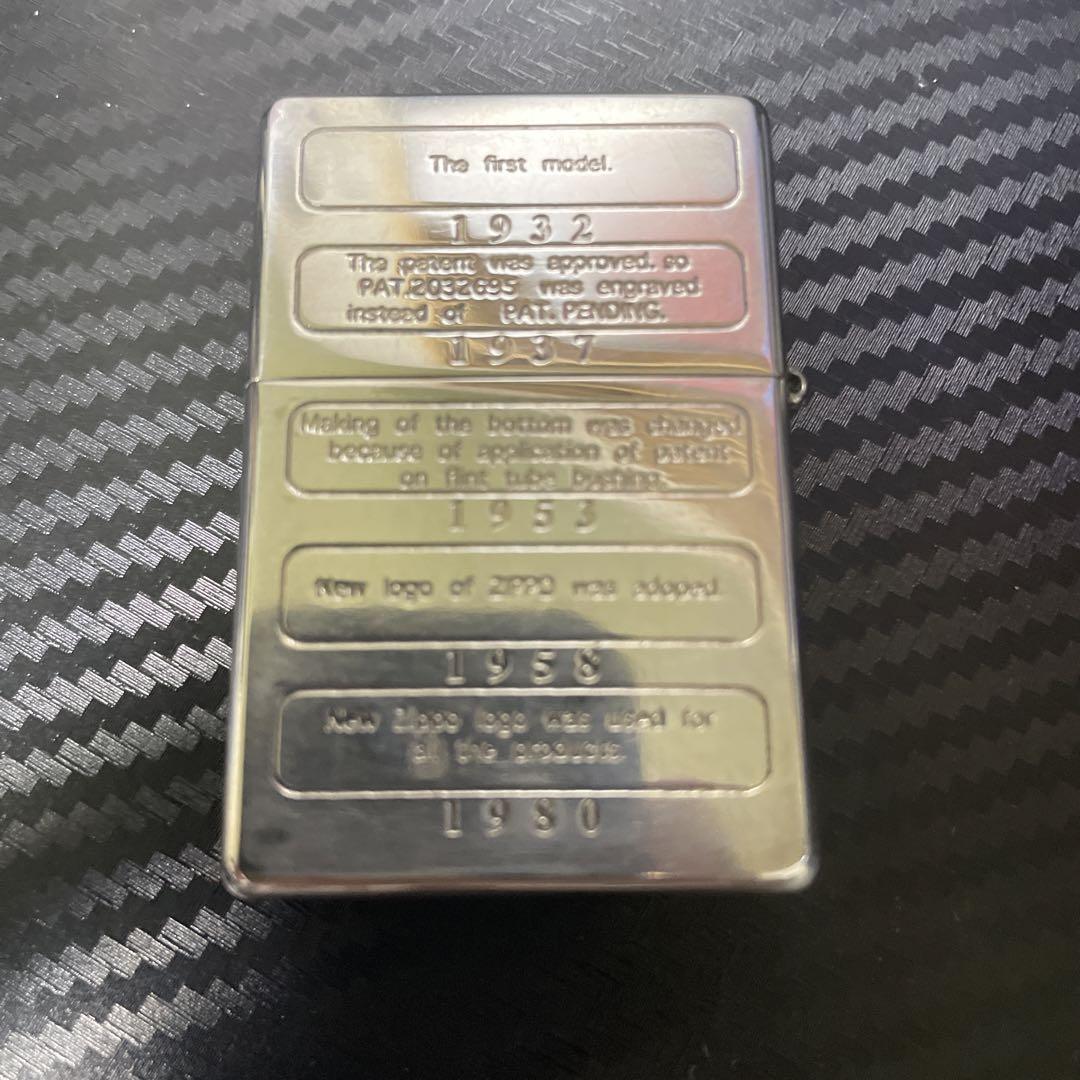 The first model.
1932
The patent was approved. so
PAT.2032695 was engraved
instead of PAT. PENDING.
1937
Making of the bottom was changed
because of application of patent
on flint tube bushing.
1953
New logo of ZIPPO was adoped.
1958
New Zippo logo was used for
all the products.
1980